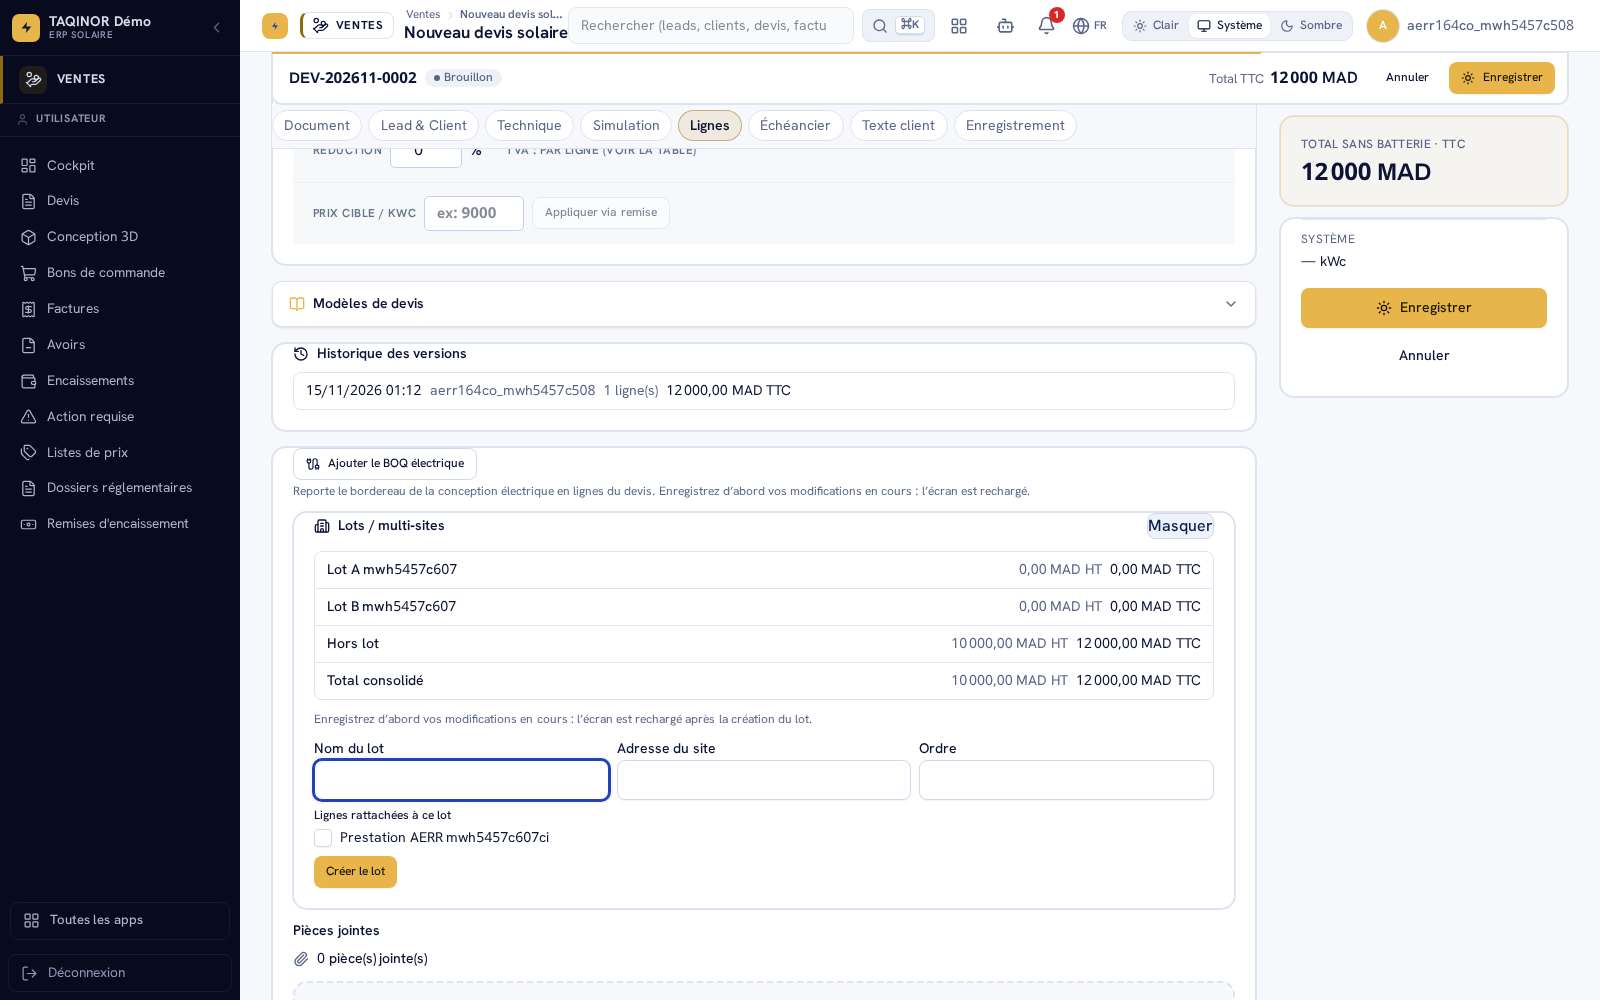 TAQINOR Démo
ERP SOLAIRE
VENTES
UTILISATEUR
Cockpit
Devis
Conception 3D
Bons de commande
Factures
Avoirs
Encaissements
Action requise
Listes de prix
Dossiers réglementaires
Remises d'encaissement
Toutes les apps
Déconnexion
VENTES
Ventes > Nouveau devis sol...
Nouveau devis solaire
Rechercher (leads, clients, devis, factu
⌘K
1
FR
Clair
Système
Sombre
A
aerr164co_mwh5457c508
DEV-202611-0002
Brouillon
Total TTC 12 000 MAD
Annuler
Enregistrer
Document
Lead & Client
Technique
Simulation
Lignes
Échéancier
Texte client
Enregistrement
RÉDUCTION 0 % TVA : PAR LIGNE (VOIR LA TABLE)
PRIX CIBLE / KWC ex: 9000 Appliquer via remise
Modèles de devis
Historique des versions
15/11/2026 01:12 aerr164co_mwh5457c508 1 ligne(s) 12 000,00 MAD TTC
Ajouter le BOQ électrique
Reporte le bordereau de la conception électrique en lignes du devis. Enregistrez d’abord vos modifications en cours : l’écran est rechargé.
Lots / multi-sites
Masquer
Lot A mwh5457c607 0,00 MAD HT 0,00 MAD TTC
Lot B mwh5457c607 0,00 MAD HT 0,00 MAD TTC
Hors lot 10 000,00 MAD HT 12 000,00 MAD TTC
Total consolidé 10 000,00 MAD HT 12 000,00 MAD TTC
Enregistrez d’abord vos modifications en cours : l’écran est rechargé après la création du lot.
Nom du lot
Adresse du site
Ordre
Lignes rattachées à ce lot
Prestation AERR mwh5457c607ci
Créer le lot
Pièces jointes
0 pièce(s) jointe(s)
TOTAL SANS BATTERIE · TTC
12 000 MAD
SYSTÈME
— kWc
Enregistrer
Annuler